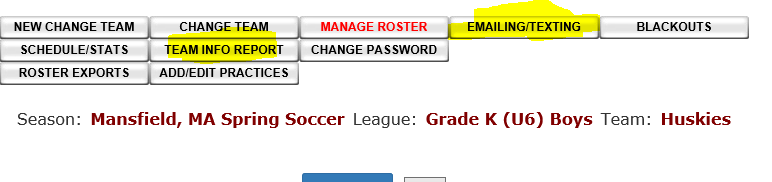 NEW CHANGE TEAM CHANGE TEAM MANAGE ROSTER EMAILING/TEXTING BLACKOUTS
SCHEDULE/STATS TEAM INFO REPORT CHANGE PASSWORD
ROSTER EXPORTS ADD/EDIT PRACTICES
Season: Mansfield, MA Spring Soccer League: Grade K (U6) Boys Team: Huskies